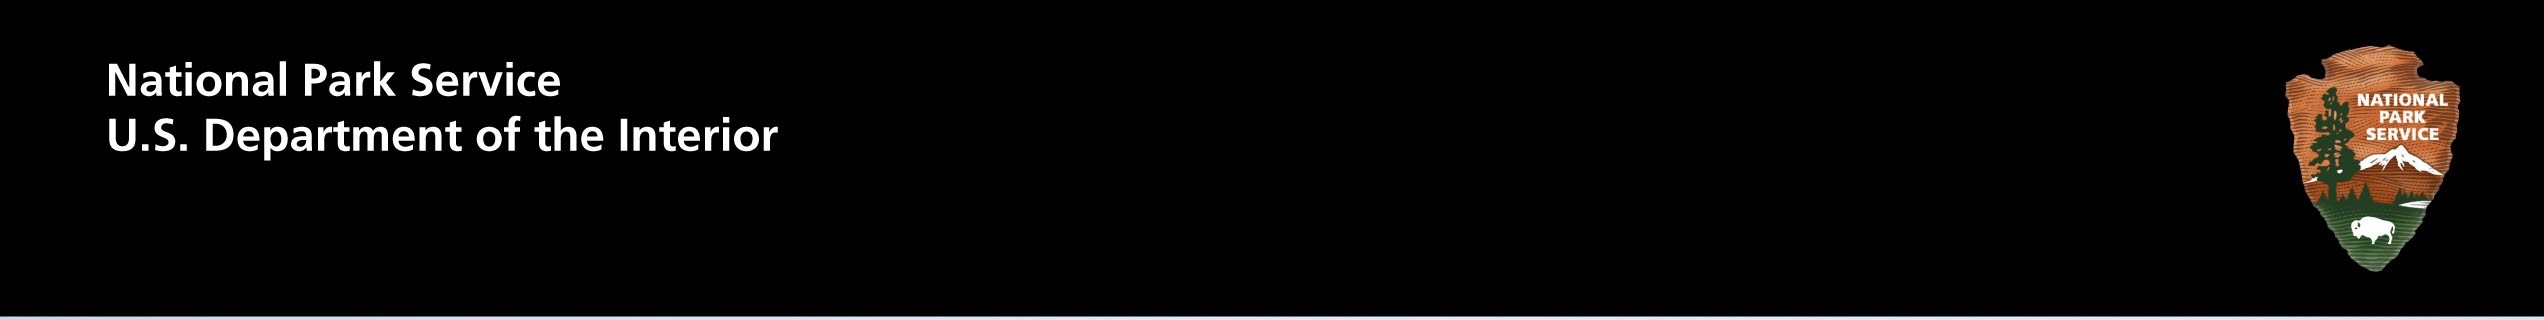 National Park Service
U.S. Department of the Interior
NATIONAL
PARK
SERVICE